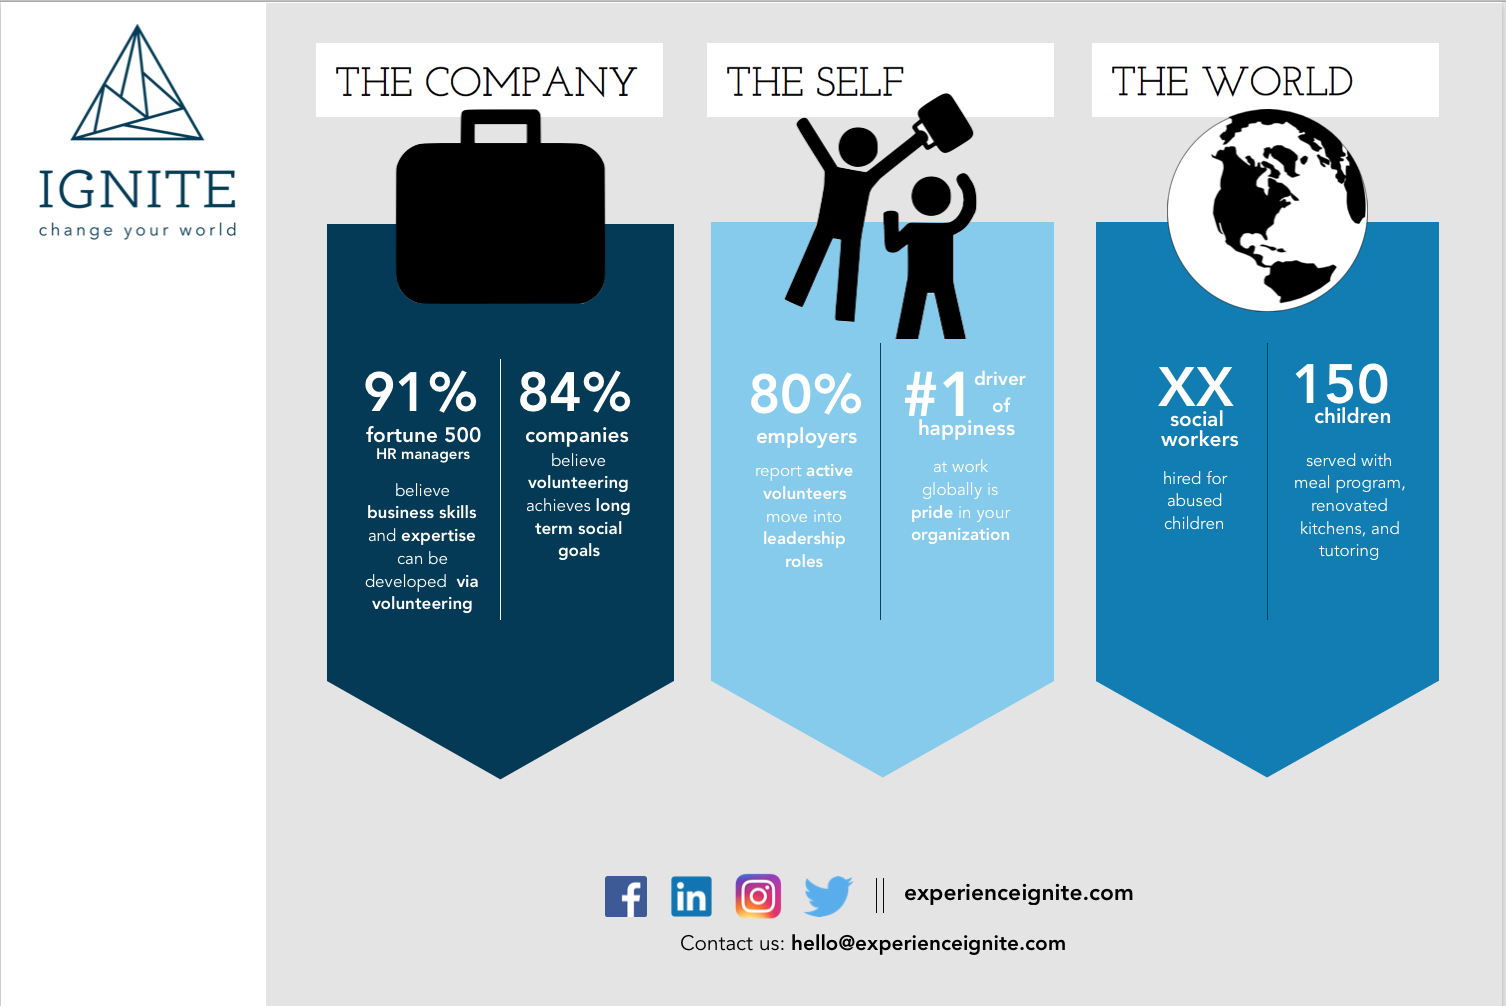 IGNITE
change your world
THE COMPANY
91%
fortune 500
HR managers
believe
business skills
and expertise
can be
developed via
volunteering
84%
companies
believe
volunteering
achieves long
term social
goals
THE SELF
80%
employers
report active
volunteers
move into
leadership
roles
#1 driver
of
happiness
at work
globally is
pride in your
organization
THE WORLD
XX
social
workers
hired for
abused
children
150
children
served with
meal program,
renovated
kitchens, and
tutoring
experienceignite.com
Contact us: hello@experienceignite.com